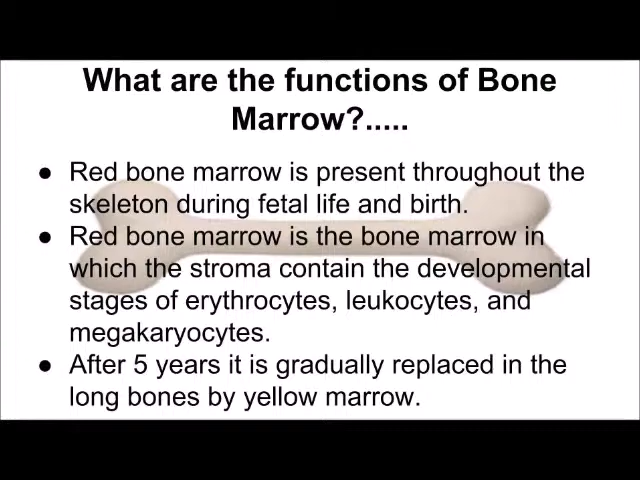 What are the functions of Bone
Marrow?.....
● Red bone marrow is present throughout the
skeleton during fetal life and birth.
● Red bone marrow is the bone marrow in
which the stroma contain the developmental
stages of erythrocytes, leukocytes, and
megakaryocytes.
● After 5 years it is gradually replaced in the
long bones by yellow marrow.